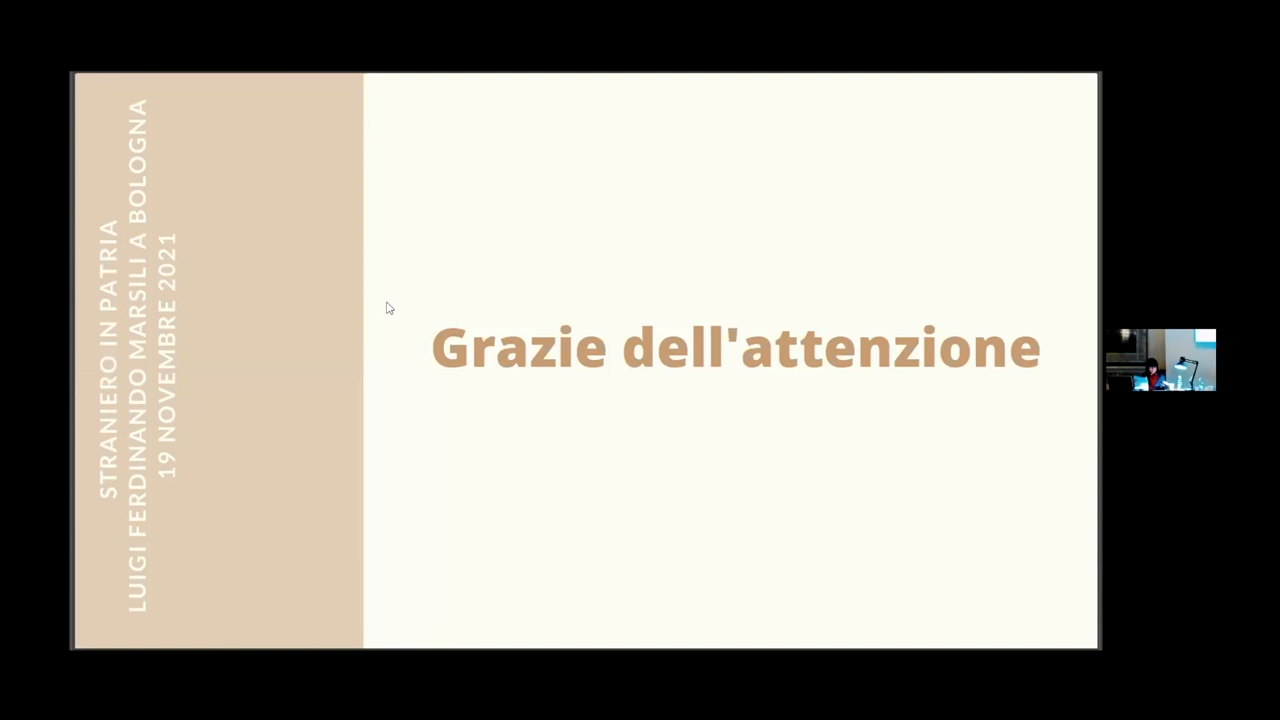 STRANIERO IN PATRIA
LUIGI FERDINANDO MARSILI A BOLOGNA
19 NOVEMBRE 2021
Grazie dell'attenzione